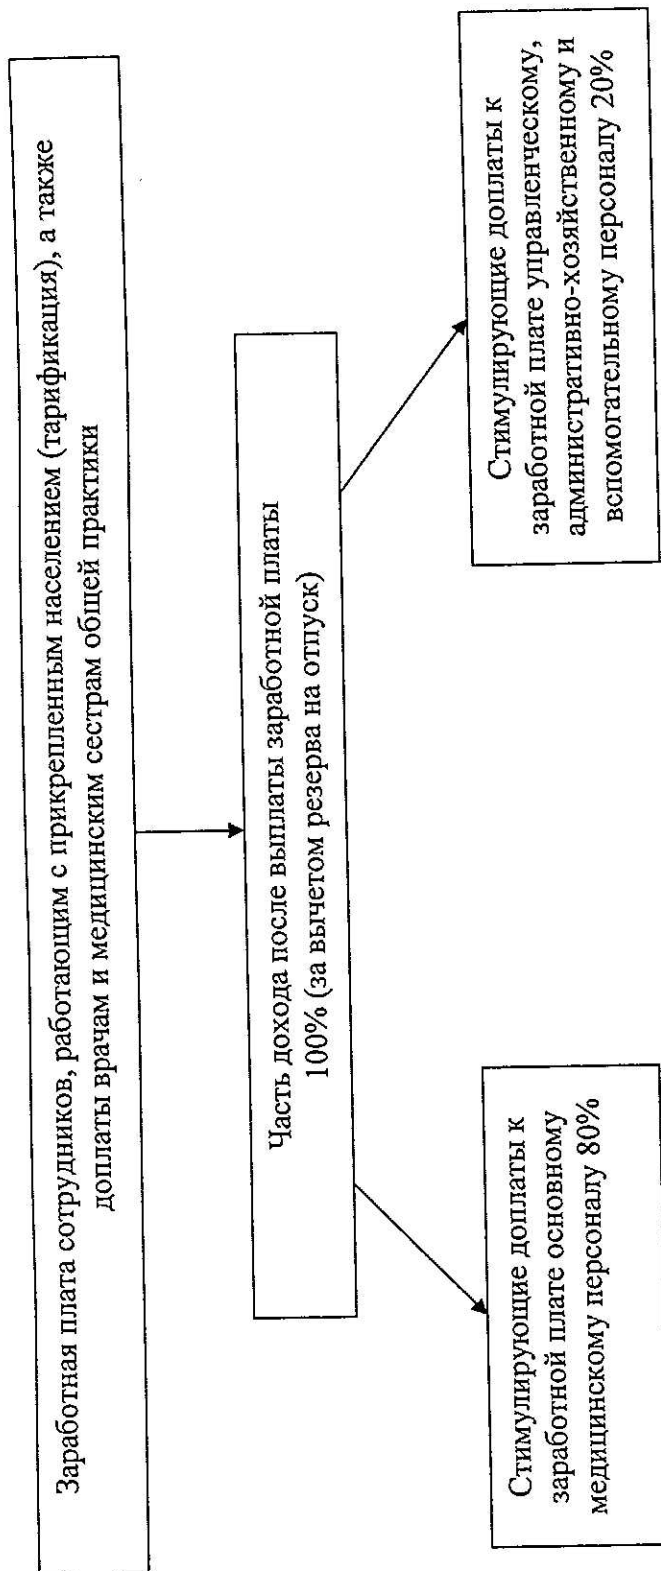 Заработная плата сотрудников, работающим с прикрепленным населением (тарификация), а также
доплаты врачам и медицинским сестрам общей практики
Часть дохода после выплаты заработной платы
100% (за вычетом резерва на отпуск)
Стимулирующие доплаты к
заработной плате основному
медицинскому персоналу 80%
Стимулирующие доплаты к
заработной плате управленческому,
административно-хозяйственному и
вспомогательному персоналу 20%